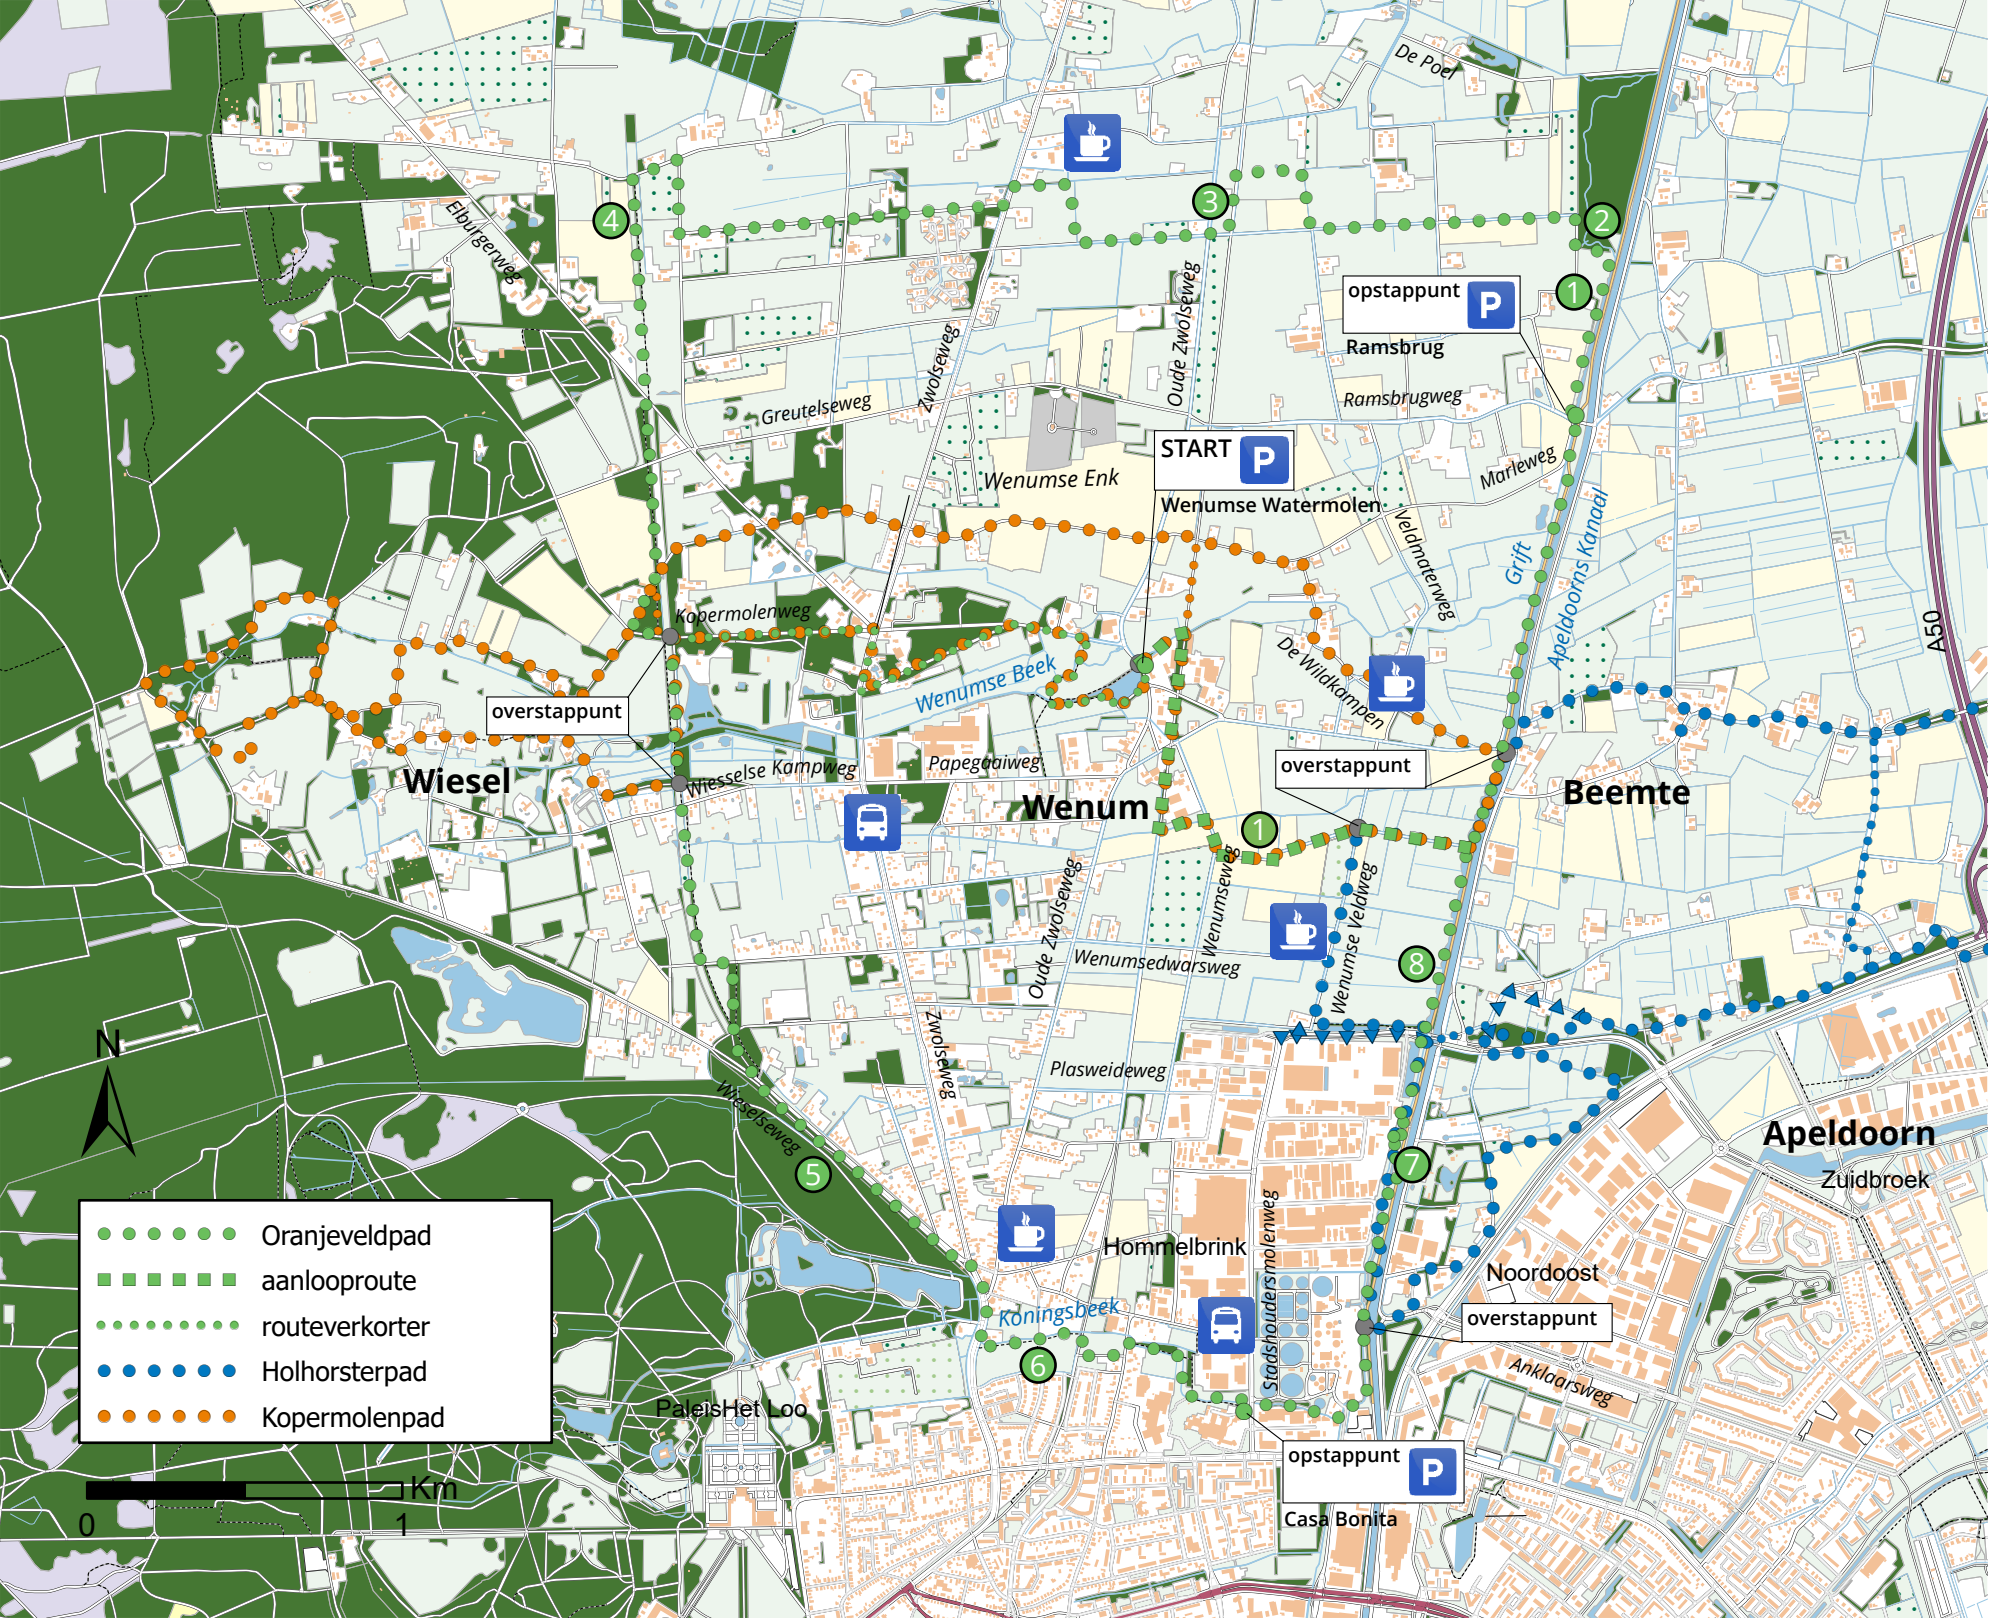 De Poel
3
4
2
Elburgerweg
1
opstappunt P
Ramsbrug
Oude Zwolseweg
Zwolseweg
Ramsbrugweg
Greutelseweg
START P
Wenumse Watermolen
Wenumse Enk
Marleweg
Veldmaterweg
Grift
Apeldoorns Kanaal
A50
Kopermolenweg
De Wildkampen
Wenumse Beek
overstappunt
Wiesselse Kampweg
Papegaaiweg
overstappunt
Wiesel
Wenum
Beemte
1
Wenumseweg
Wenumse Veldweg
Oude Zwolseweg
Wenumsedwarsweg
8
N
Zwolseweg
Plasweideweg
Wieselseweg
5
7
Apeldoorn
Zuidbroek
Stadshoudersmolenweg
Hommelbrink
Noordoost
Koningsbeek
overstappunt
6
Anklaarsweg
PaleisHet Loo
opstappunt P
Casa Bonita
Oranjeveldpad
aanlooproute
routeverkorter
Holhorsterpad
Kopermolenpad
Km
0 1